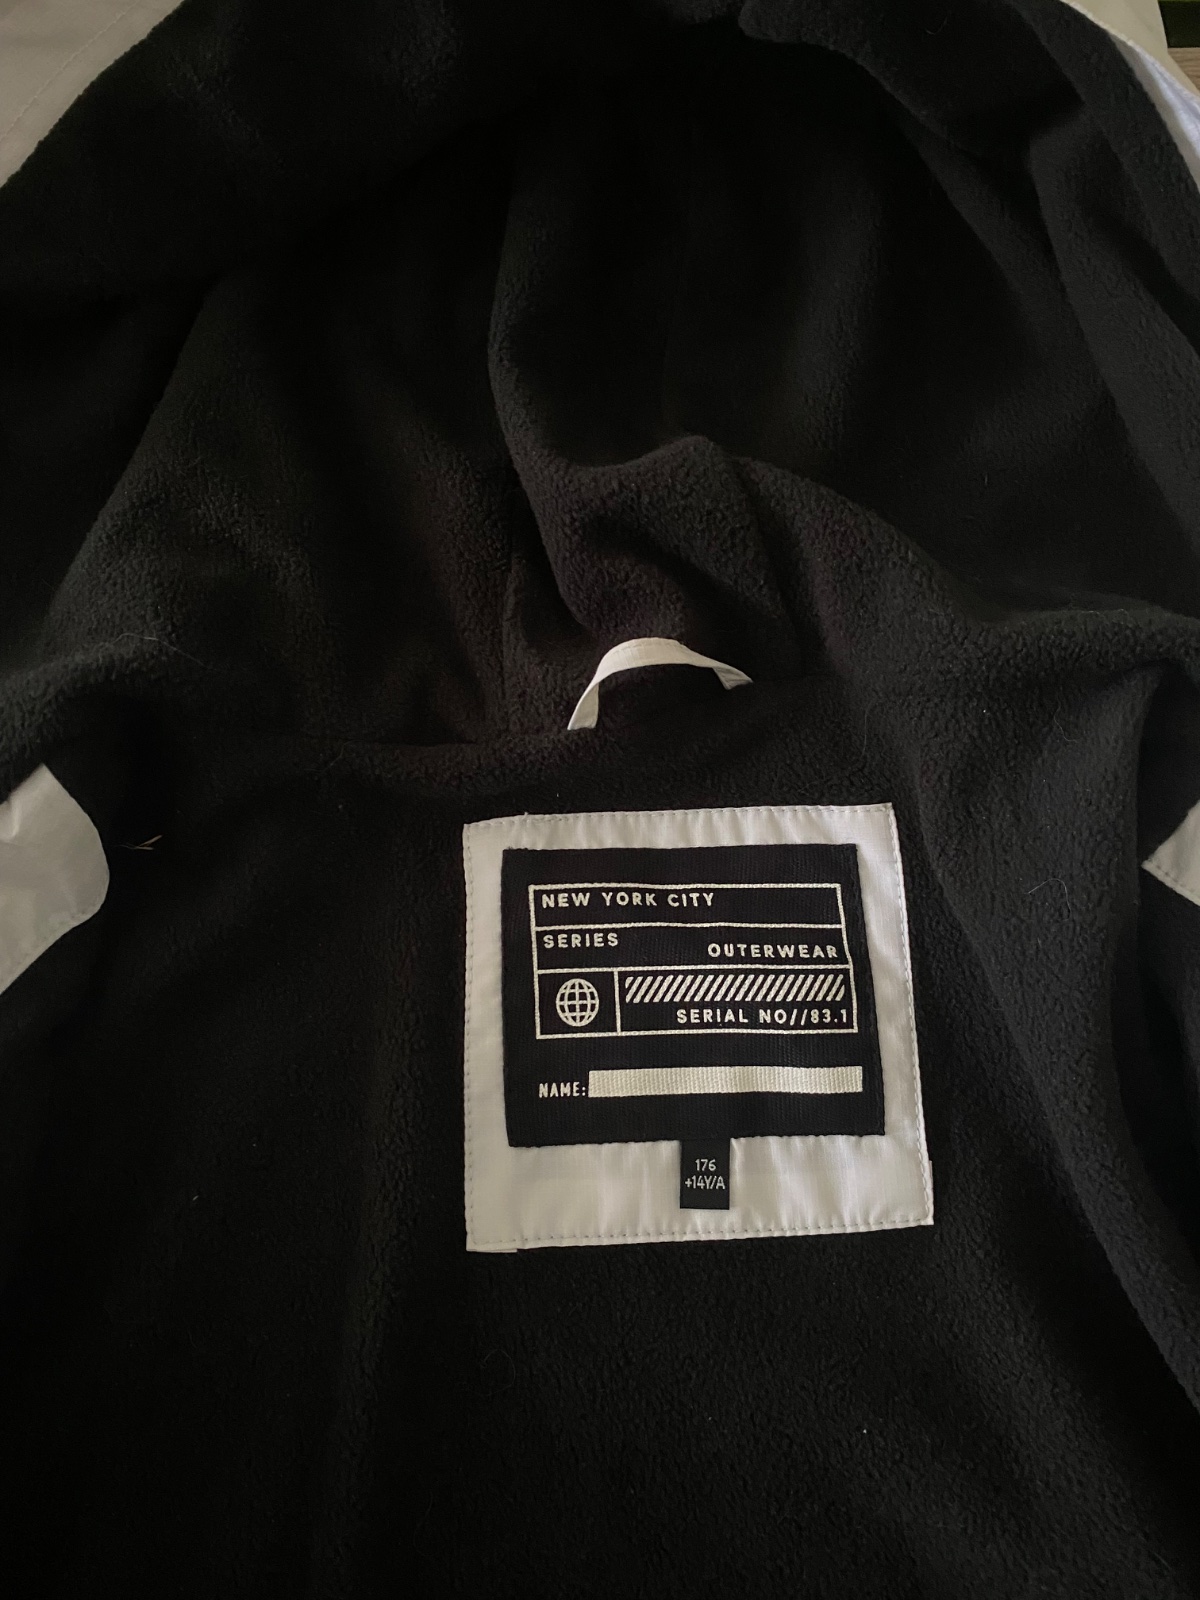 NEW YORK CITY
SERIES
OUTERWEAR
SERIAL NO//83.1
NAME:
176
+14Y/A